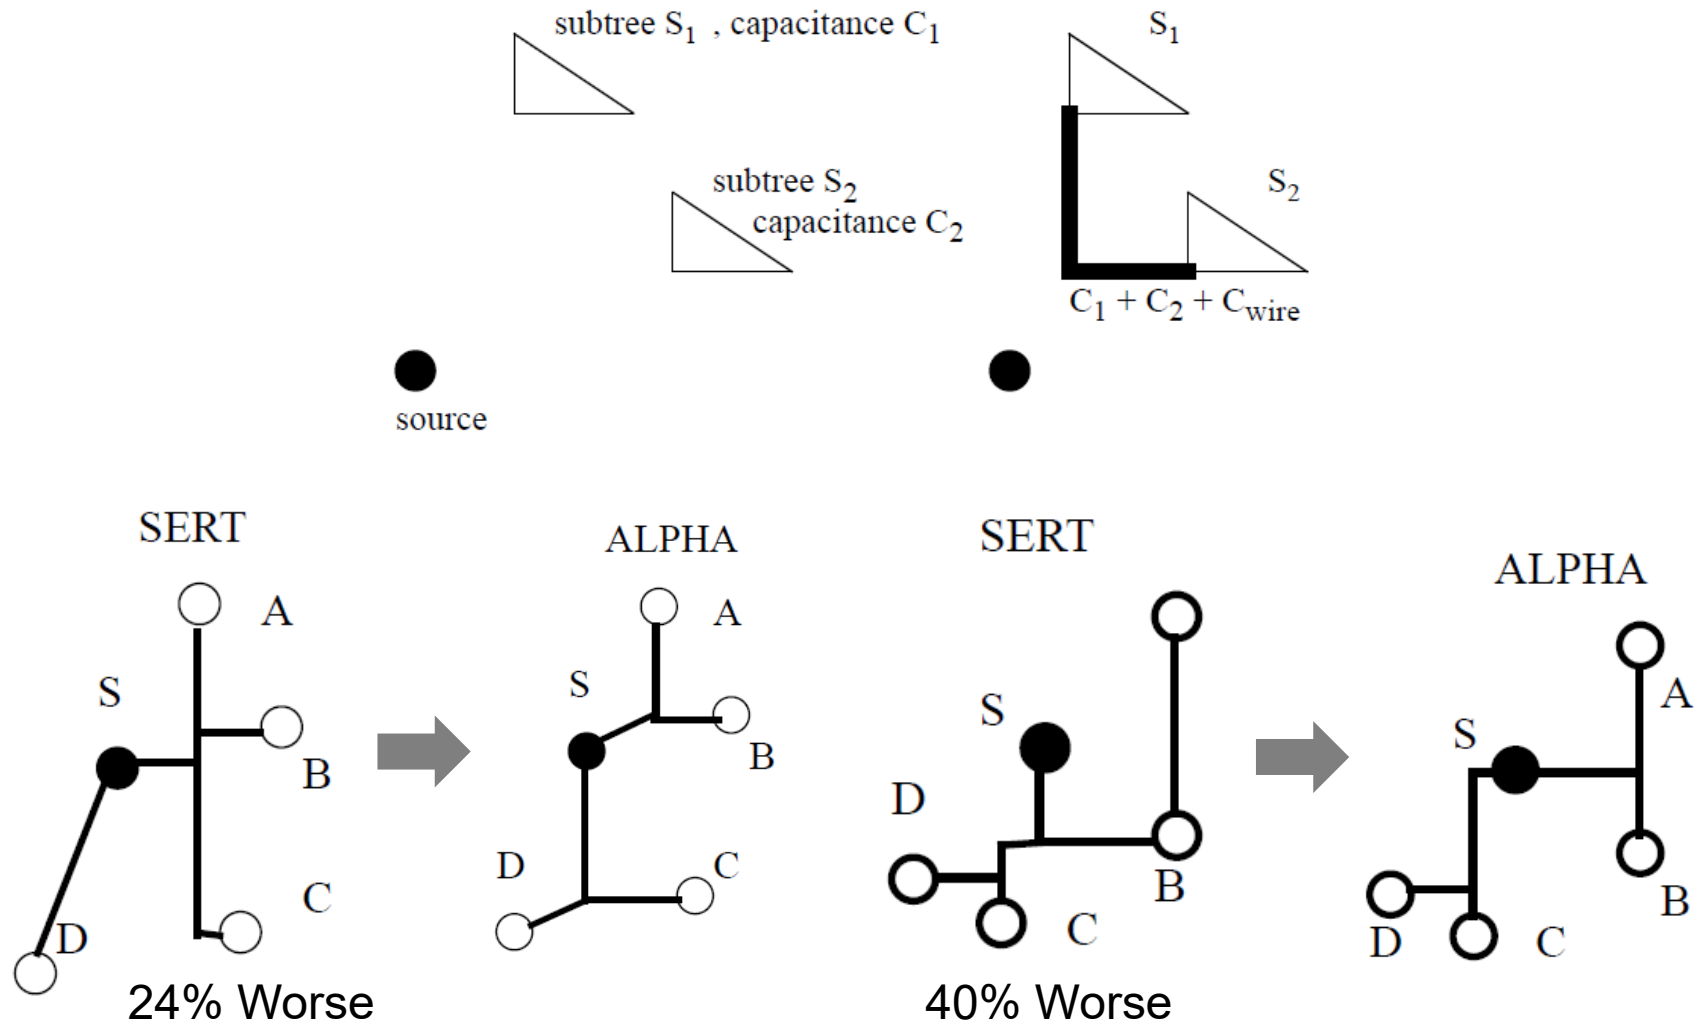 subtree S1 , capacitance C1
S1
subtree S2
capacitance C2
S2
C1 + C2 + Cwire
source
SERT
A
S
B
C
D
24% Worse
ALPHA
A
S
B
D
C
SERT
S
D
B
C
40% Worse
ALPHA
A
S
B
D
C